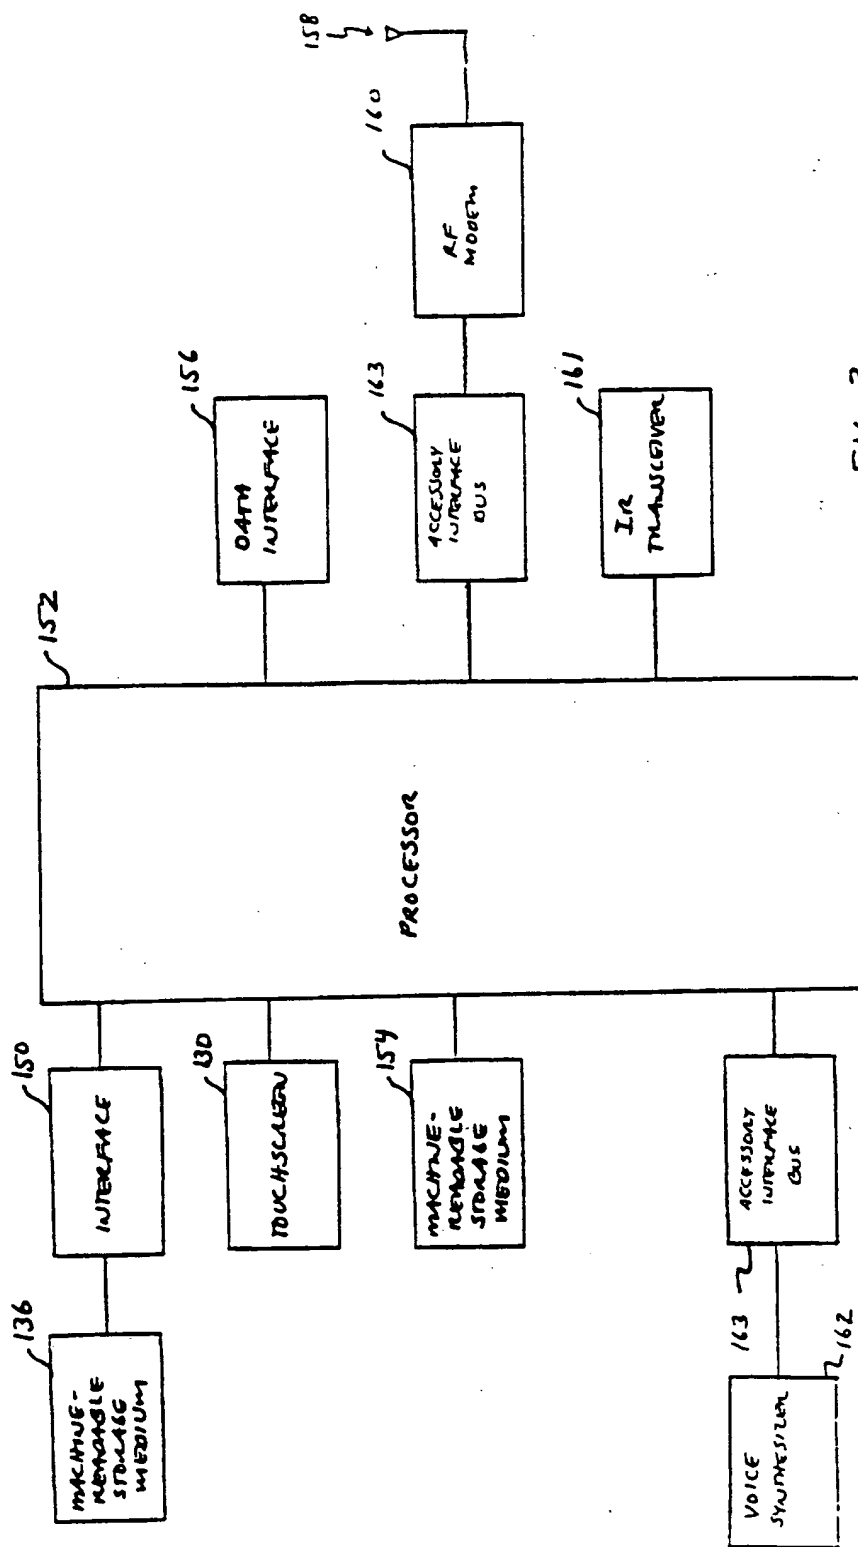 136
MACHINE-
READABLE
STORAGE
MEDIUM
150
INTERFACE
130
TOUCHSCREEN
154
MACHINE-
READABLE
STORAGE
MEDIUM
163
ACCESSORY
INTERFACE
BUS
162
VOICE
SYNTHESIZER
152
PROCESSOR
156
DATA
INTERFACE
163
ACCESSORY
INTERFACE
BUS
160
RF
MODEM
158
161
IR
TRANSCEIVER